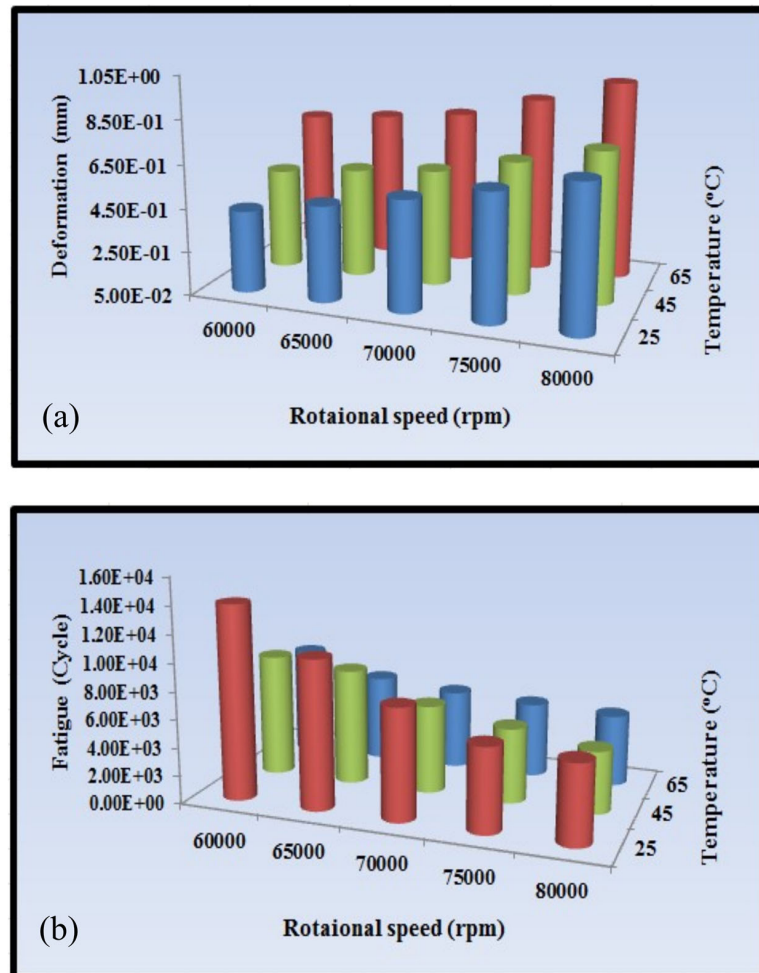 1.05E+00
8.50E-01
6.50E-01
4.50E-01
2.50E-01
5.00E-02
Deformation (mm)
60000
65000
70000
75000
80000
Rotaional speed (rpm)
25
45
65
Temperature (°C)
(a)
1.60E+04
1.40E+04
1.20E+04
1.00E+04
8.00E+03
6.00E+03
4.00E+03
2.00E+03
0.00E+00
Fatigue (Cycle)
60000
65000
70000
75000
80000
Rotaional speed (rpm)
25
45
65
Temperature (°C)
(b)